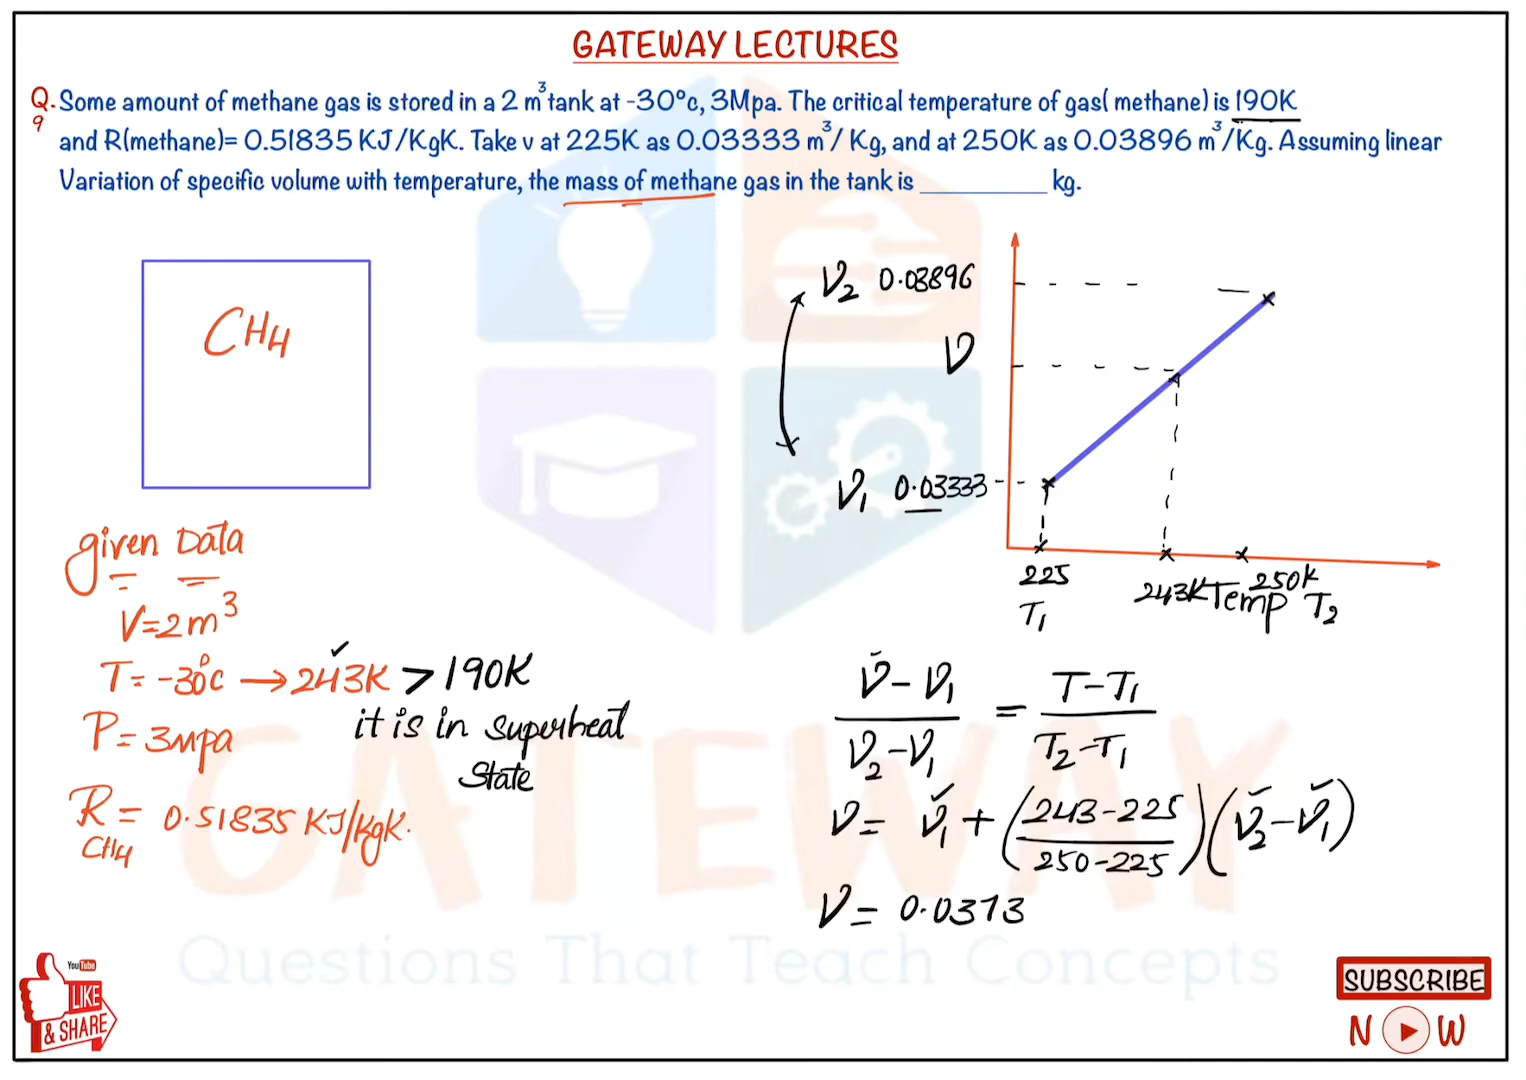 GATEWAY LECTURES
Q. Some amount of methane gas is stored in a 2 m³ tank at -30°c, 3Mpa. The critical temperature of gas( methane) is 190K
9
and R(methane)= 0.51835 KJ/KgK. Take v at 225K as 0.03333 m³/ Kg, and at 250K as 0.03896 m³/Kg. Assuming linear
Variation of specific volume with temperature, the mass of methane gas in the tank is __________ kg.
CH4
V2 0.03896
V
V1 0.03333
225
T1
243K
Temp
250K
T2
given Data
V=2m³
T= -30°C → 243K > 190K
it is in superheat
state
P= 3Mpa
R = 0.51835 KJ/kgK.
CH4
V-V1 / V2-V1 = T-T1 / T2-T1
V= V1 + (243-225 / 250-225)(V2-V1)
V= 0.0373
GATEWAY
Questions That Teach Concepts
YouTube
LIKE
& SHARE
SUBSCRIBE
N W